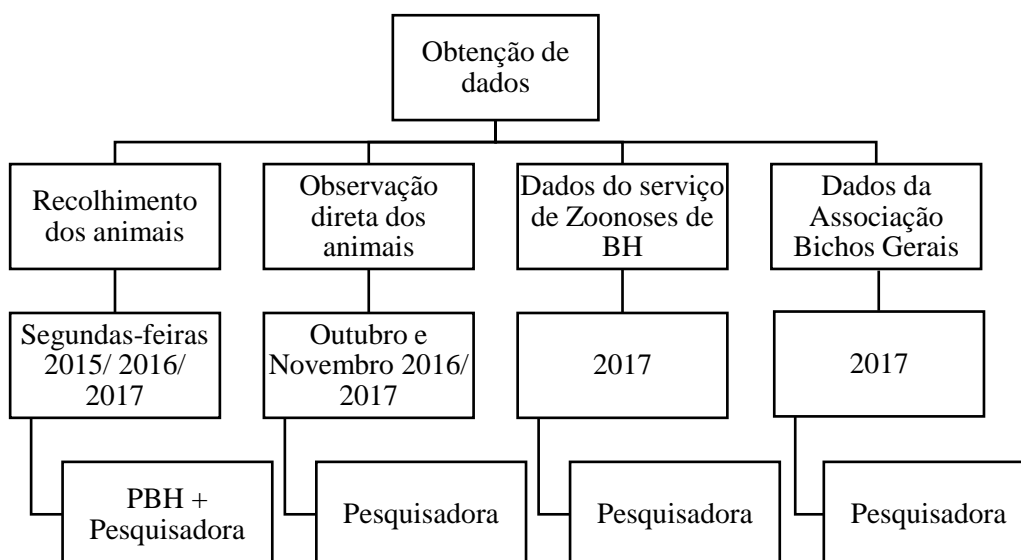 Obtenção de
dados
Recolhimento
dos animais
Observação
direta dos
animais
Dados do serviço
de Zoonoses de
BH
Dados da
Associação
Bichos Gerais
Segundas-feiras
2015/ 2016/
2017
Outubro e
Novembro 2016/
2017
2017
2017
PBH +
Pesquisadora
Pesquisadora
Pesquisadora
Pesquisadora